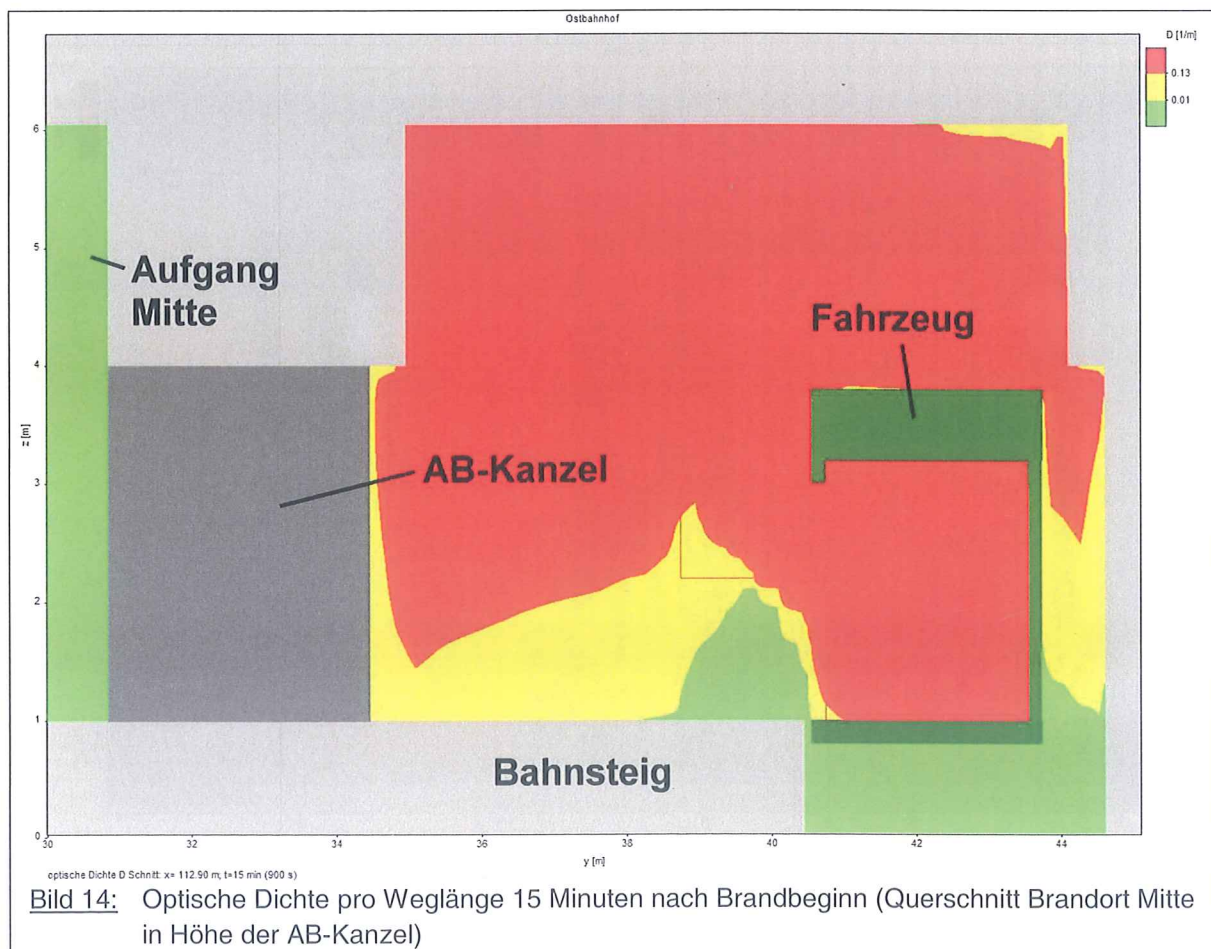 Ostbahnhof
D [1/m]
0.13
0.01
6
5
4
3
2
1
0
z [m]
Aufgang
Mitte
Fahrzeug
AB-Kanzel
Bahnsteig
30
32
34
36
38
40
42
44
y [m]
optische Dichte D Schnitt: x= 112.90 m; t=15 min (900 s)
Bild 14: Optische Dichte pro Weglänge 15 Minuten nach Brandbeginn (Querschnitt Brandort Mitte
in Höhe der AB-Kanzel)